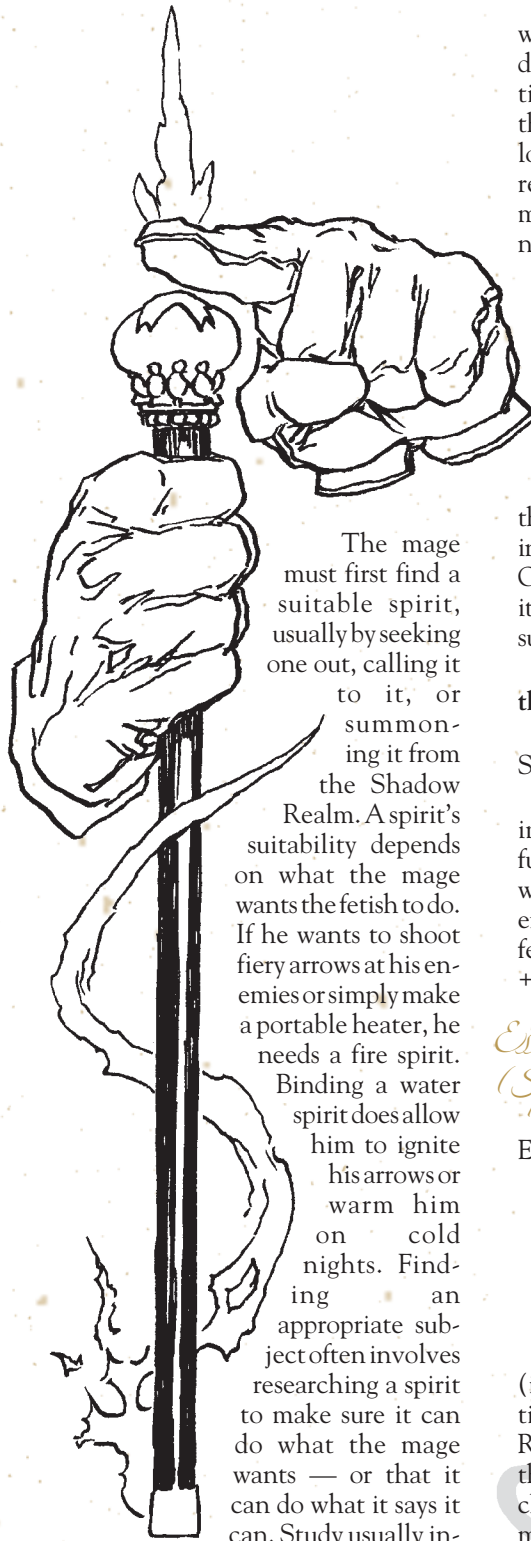 The mage
must first find a
suitable spirit,
usually by seeking
one out, calling it
to it, or
summon-
ing it from
the Shadow
Realm. A spirit's
suitability depends
on what the mage
wants the fetish to do.
If he wants to shoot
fiery arrows at his en-
emies or simply make
a portable heater, he
needs a fire spirit.
Binding a water
spirit does allow
him to ignite
his arrows or
warm him
on cold
nights. Find-
ing an
appropriate sub-
ject often involves
researching a spirit
to make sure it can
do what the mage
wants — or that it
can do what it says it
can. Study usually in-